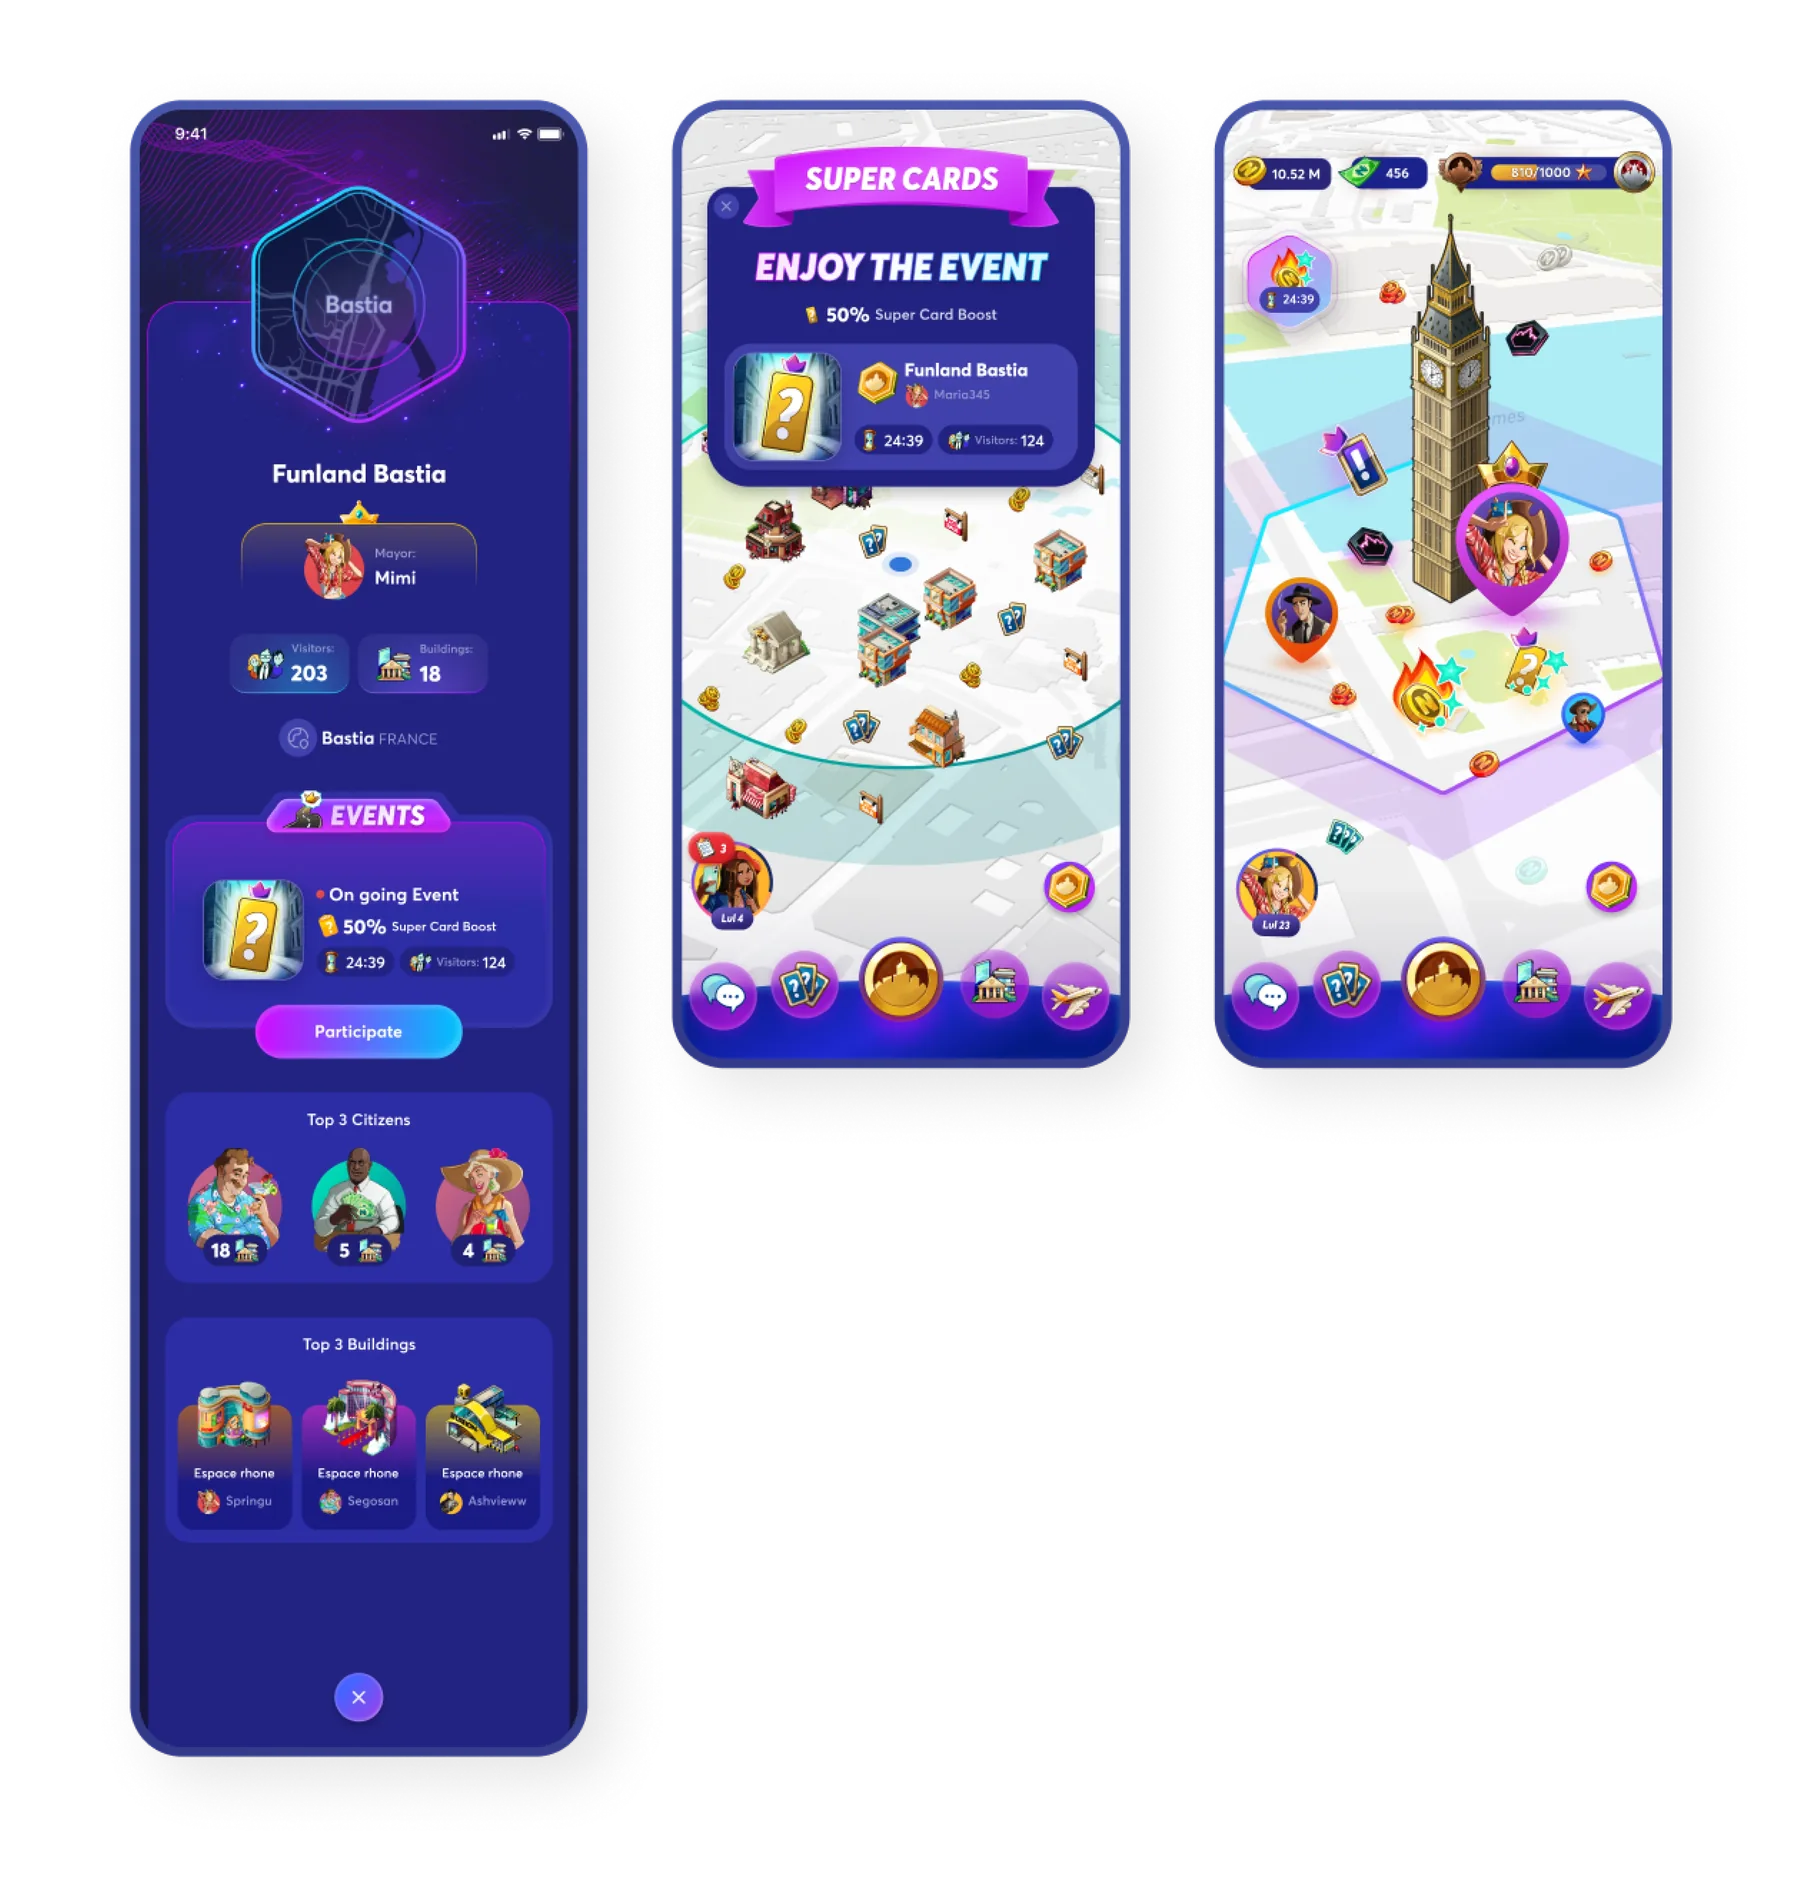 9:41
Bastia
Funland Bastia
Mayor:
Mimi
Visitors:
203
Buildings:
18
Bastia FRANCE
EVENTS
On going Event
50% Super Card Boost
24:39
Visitors: 124
Participate
Top 3 Citizens
18
5
4
Top 3 Buildings
Espace rhone
Springu
Espace rhone
Segosan
Espace rhone
Ashvieww
SUPER CARDS
ENJOY THE EVENT
50% Super Card Boost
Funland Bastia
Maria345
24:39
Visitors: 124
3
Lvl 4
10.52 M
456
810/1000
24:39
Lvl 23